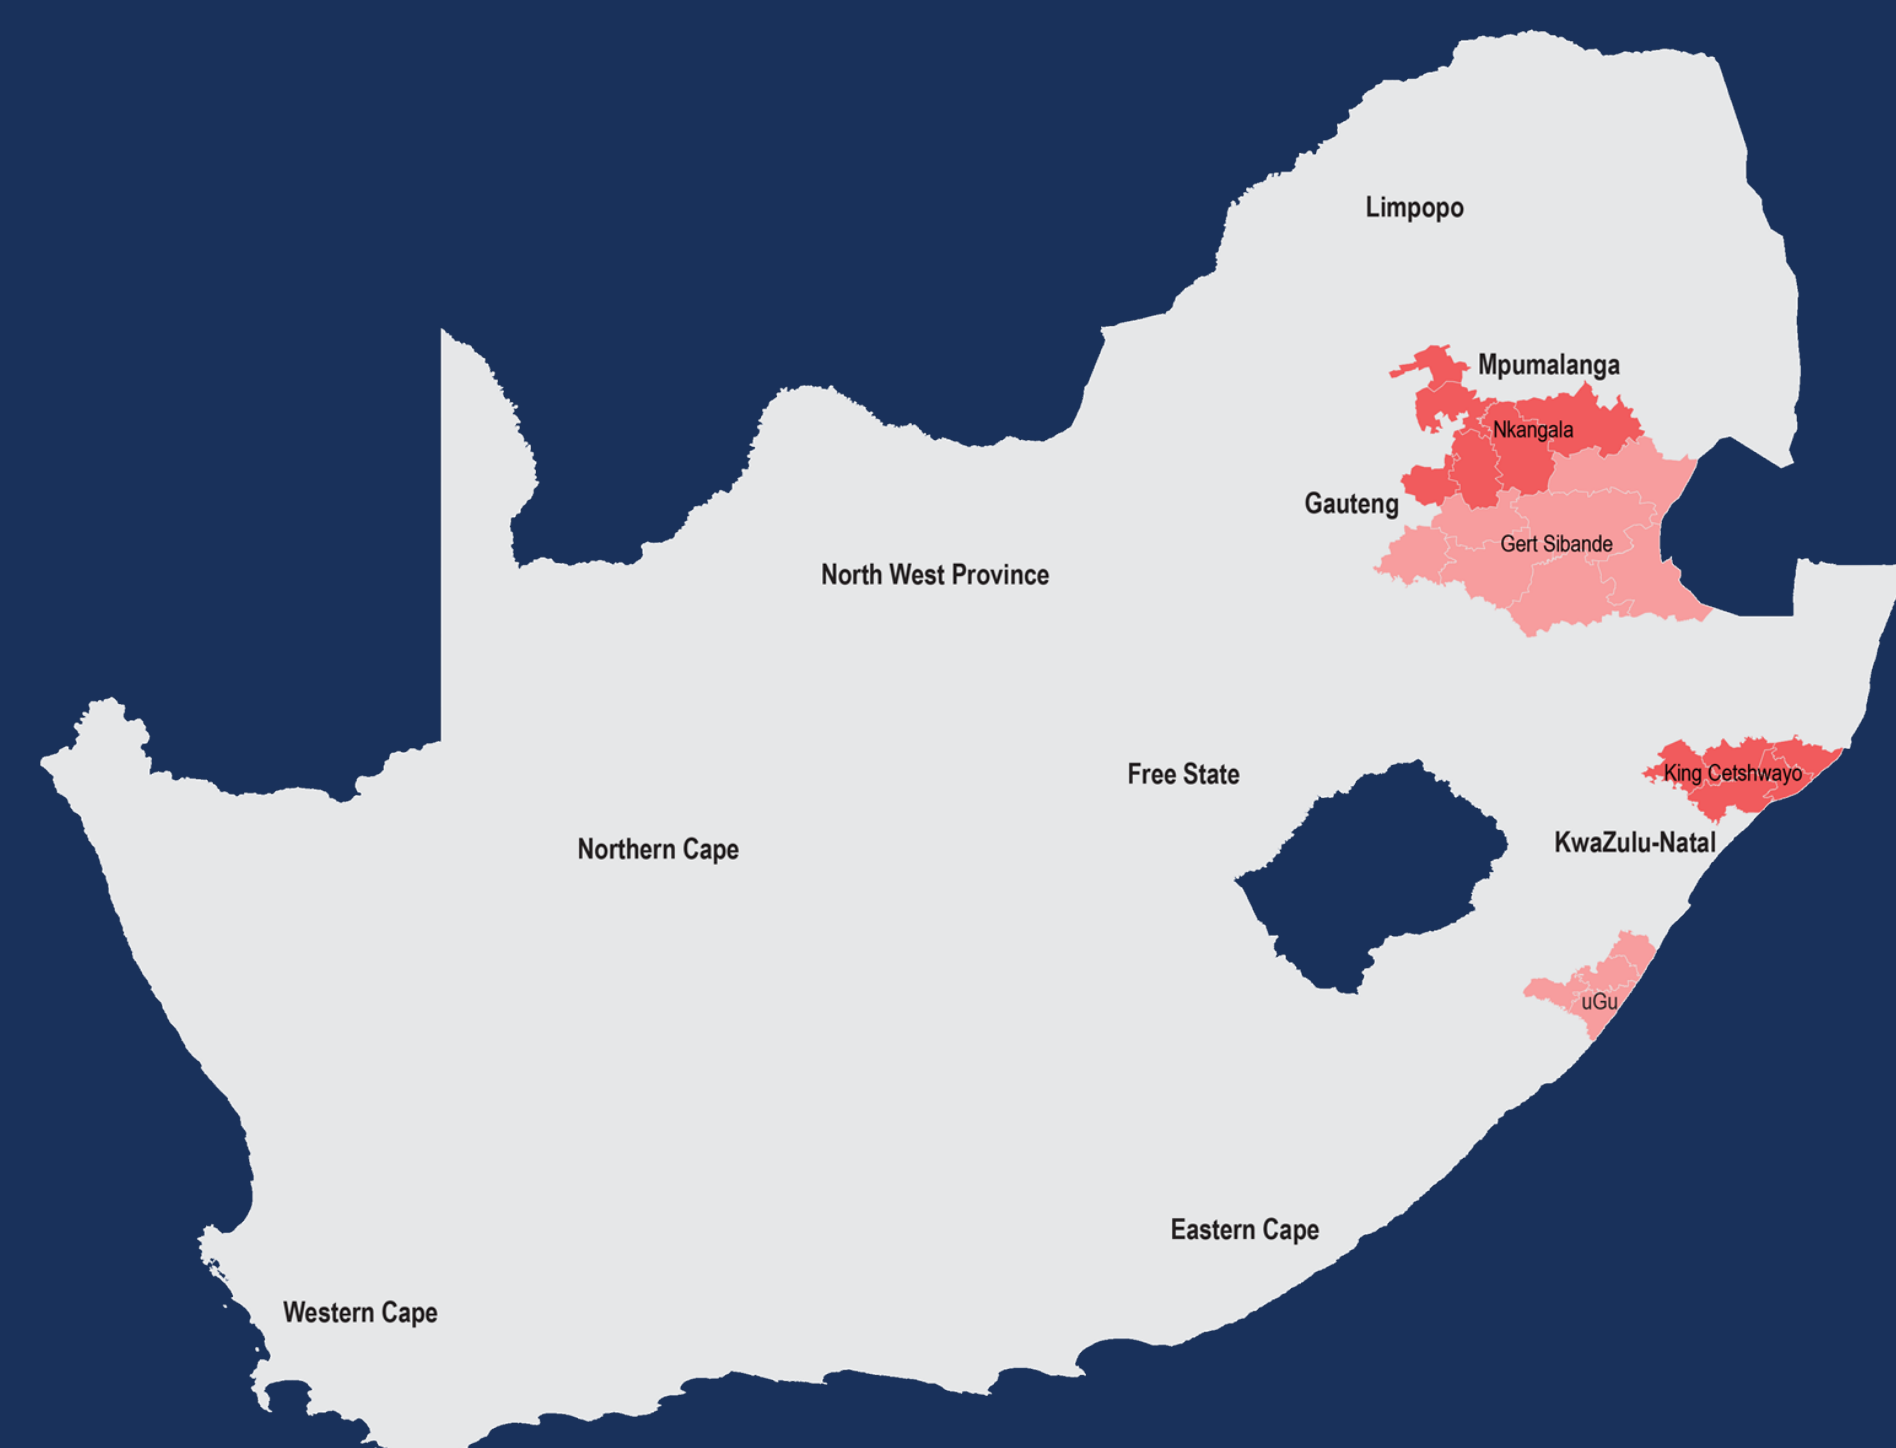 Limpopo
Mpumalanga
Nkangala
Gauteng
Gert Sibande
North West Province
King Cetshwayo
Free State
KwaZulu-Natal
Northern Cape
uGu
Eastern Cape
Western Cape